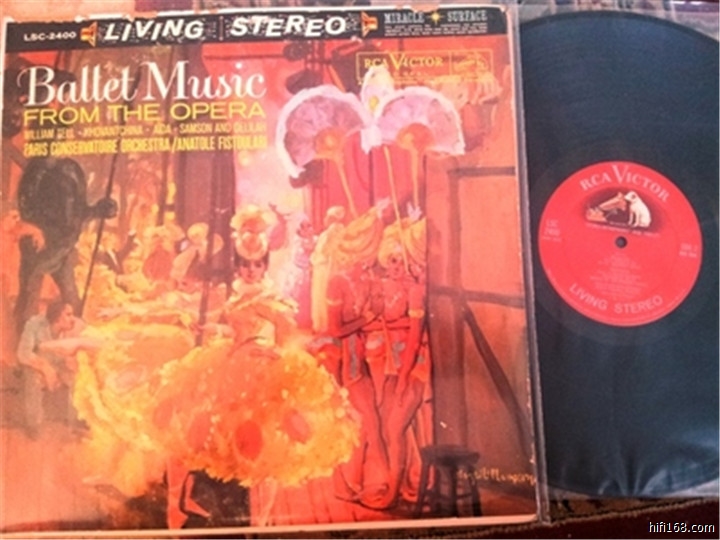 LSC-2400
LIVING STEREO
MIRACLE SURFACE
RCA VICTOR
Ballet Music
FROM THE OPERA
WILLIAM TELL · KHOVANTCHINA · AIDA · SAMSON AND DELILAH
PARIS CONSERVATOIRE ORCHESTRA/ANATOLE FISTOULARI
RCA VICTOR
LIVING STEREO
hifi168.com